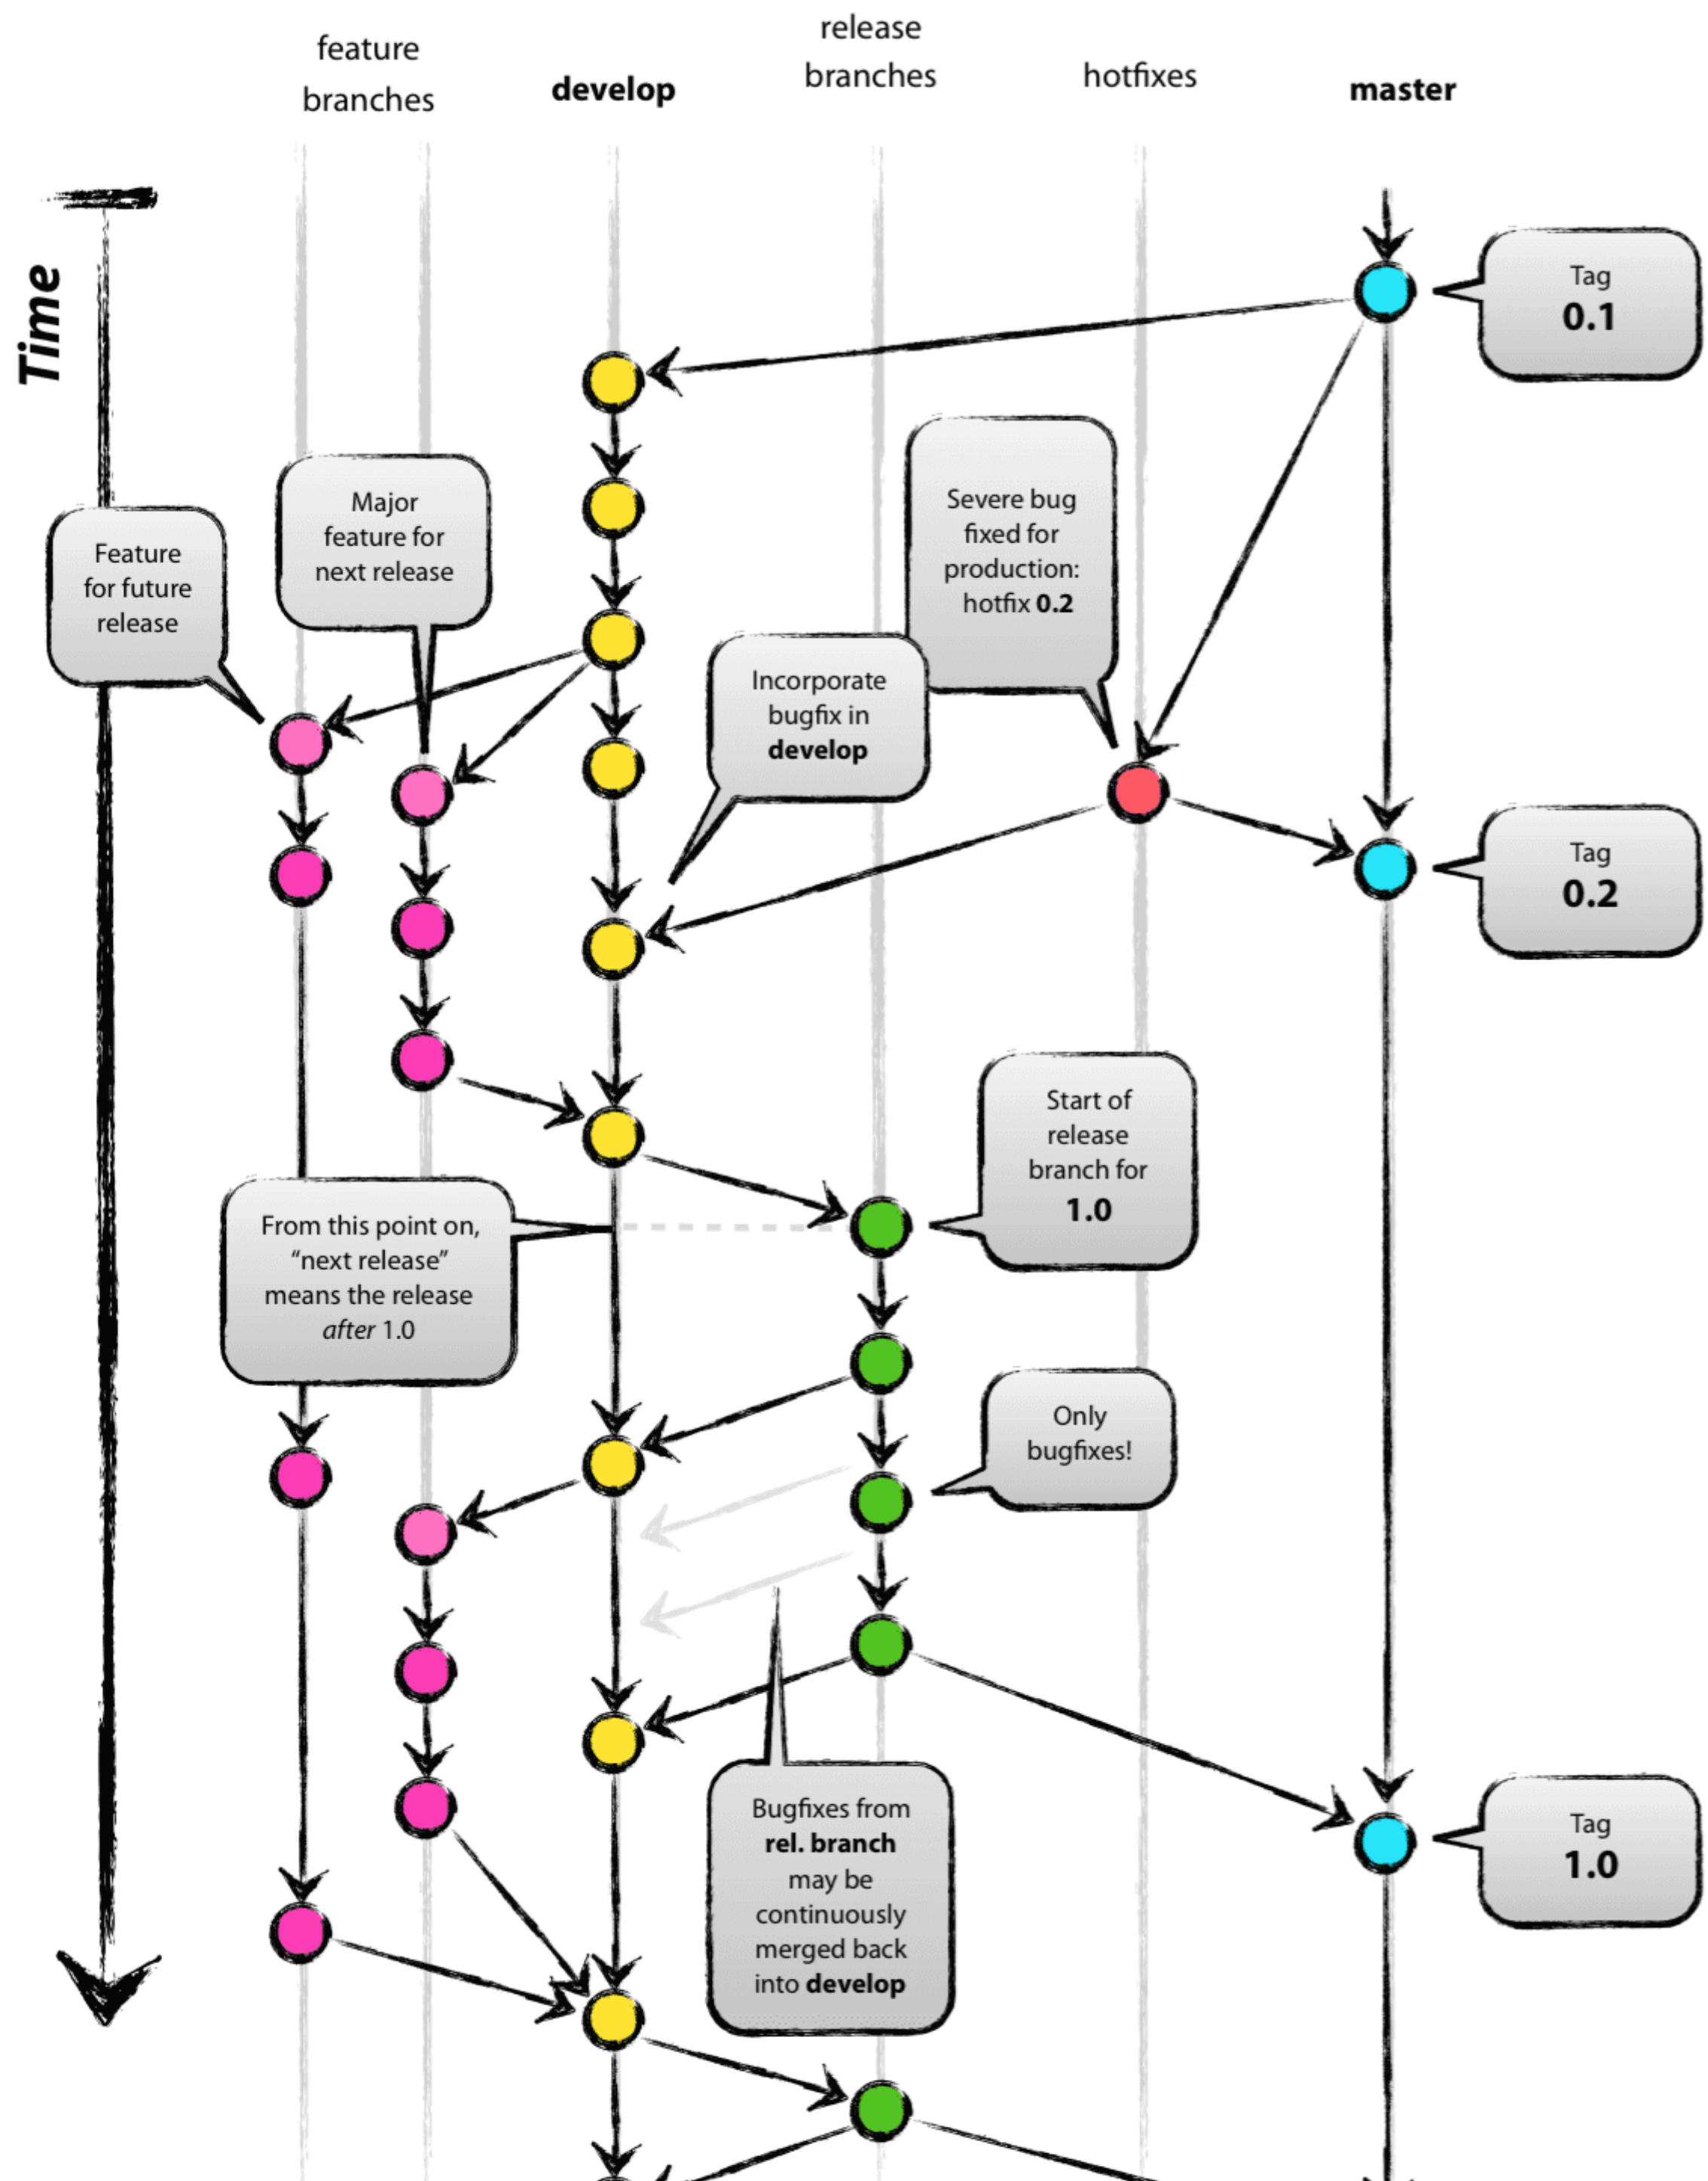 feature
branches
develop
release
branches
hotfixes
master
Time
Tag
0.1
Major
feature for
next release
Feature
for future
release
Severe bug
fixed for
production:
hotfix 0.2
Incorporate
bugfix in
develop
Tag
0.2
Start of
release
branch for
1.0
From this point on,
“next release”
means the release
after 1.0
Only
bugfixes!
Bugfixes from
rel. branch
may be
continuously
merged back
into develop
Tag
1.0